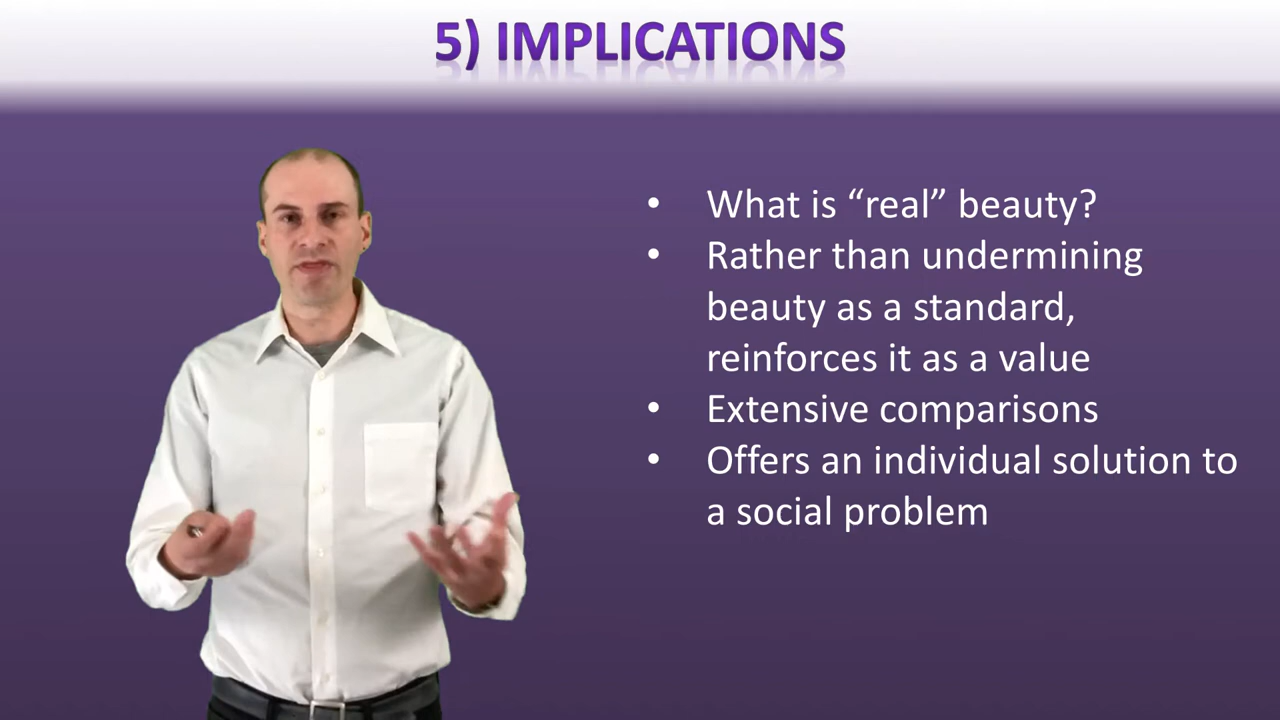 5) IMPLICATIONS
• What is “real” beauty?
• Rather than undermining
beauty as a standard,
reinforces it as a value
• Extensive comparisons
• Offers an individual solution to
a social problem